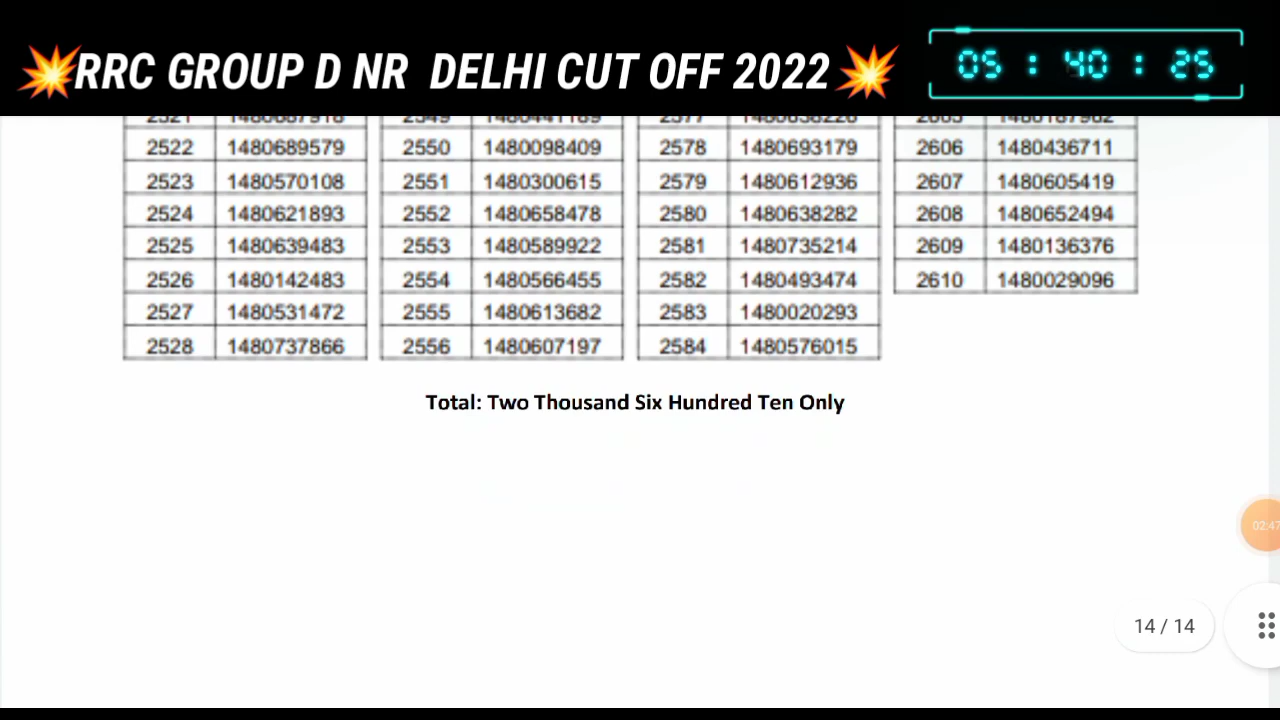 RRC GROUP D NR DELHI CUT OFF 2022
05 : 40 : 25
2522 1480689579 2550 1480098409 2578 1480693179 2606 1480436711
2523 1480570108 2551 1480300615 2579 1480612936 2607 1480605419
2524 1480621893 2552 1480658478 2580 1480638282 2608 1480652494
2525 1480639483 2553 1480589922 2581 1480735214 2609 1480136376
2526 1480142483 2554 1480566455 2582 1480493474 2610 1480029096
2527 1480531472 2555 1480613682 2583 1480020293
2528 1480737866 2556 1480607197 2584 1480576015
Total: Two Thousand Six Hundred Ten Only
02:47
14 / 14